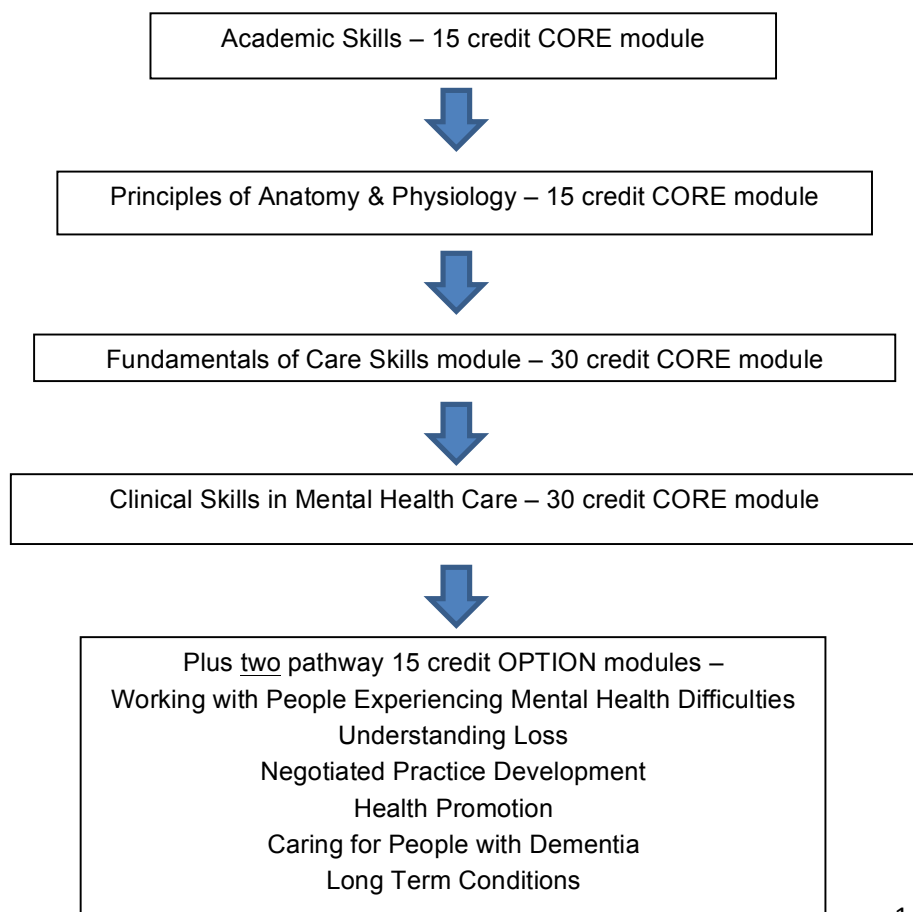 Academic Skills – 15 credit CORE module
Principles of Anatomy & Physiology – 15 credit CORE module
Fundamentals of Care Skills module – 30 credit CORE module
Clinical Skills in Mental Health Care – 30 credit CORE module
Plus two pathway 15 credit OPTION modules –
Working with People Experiencing Mental Health Difficulties
Understanding Loss
Negotiated Practice Development
Health Promotion
Caring for People with Dementia
Long Term Conditions